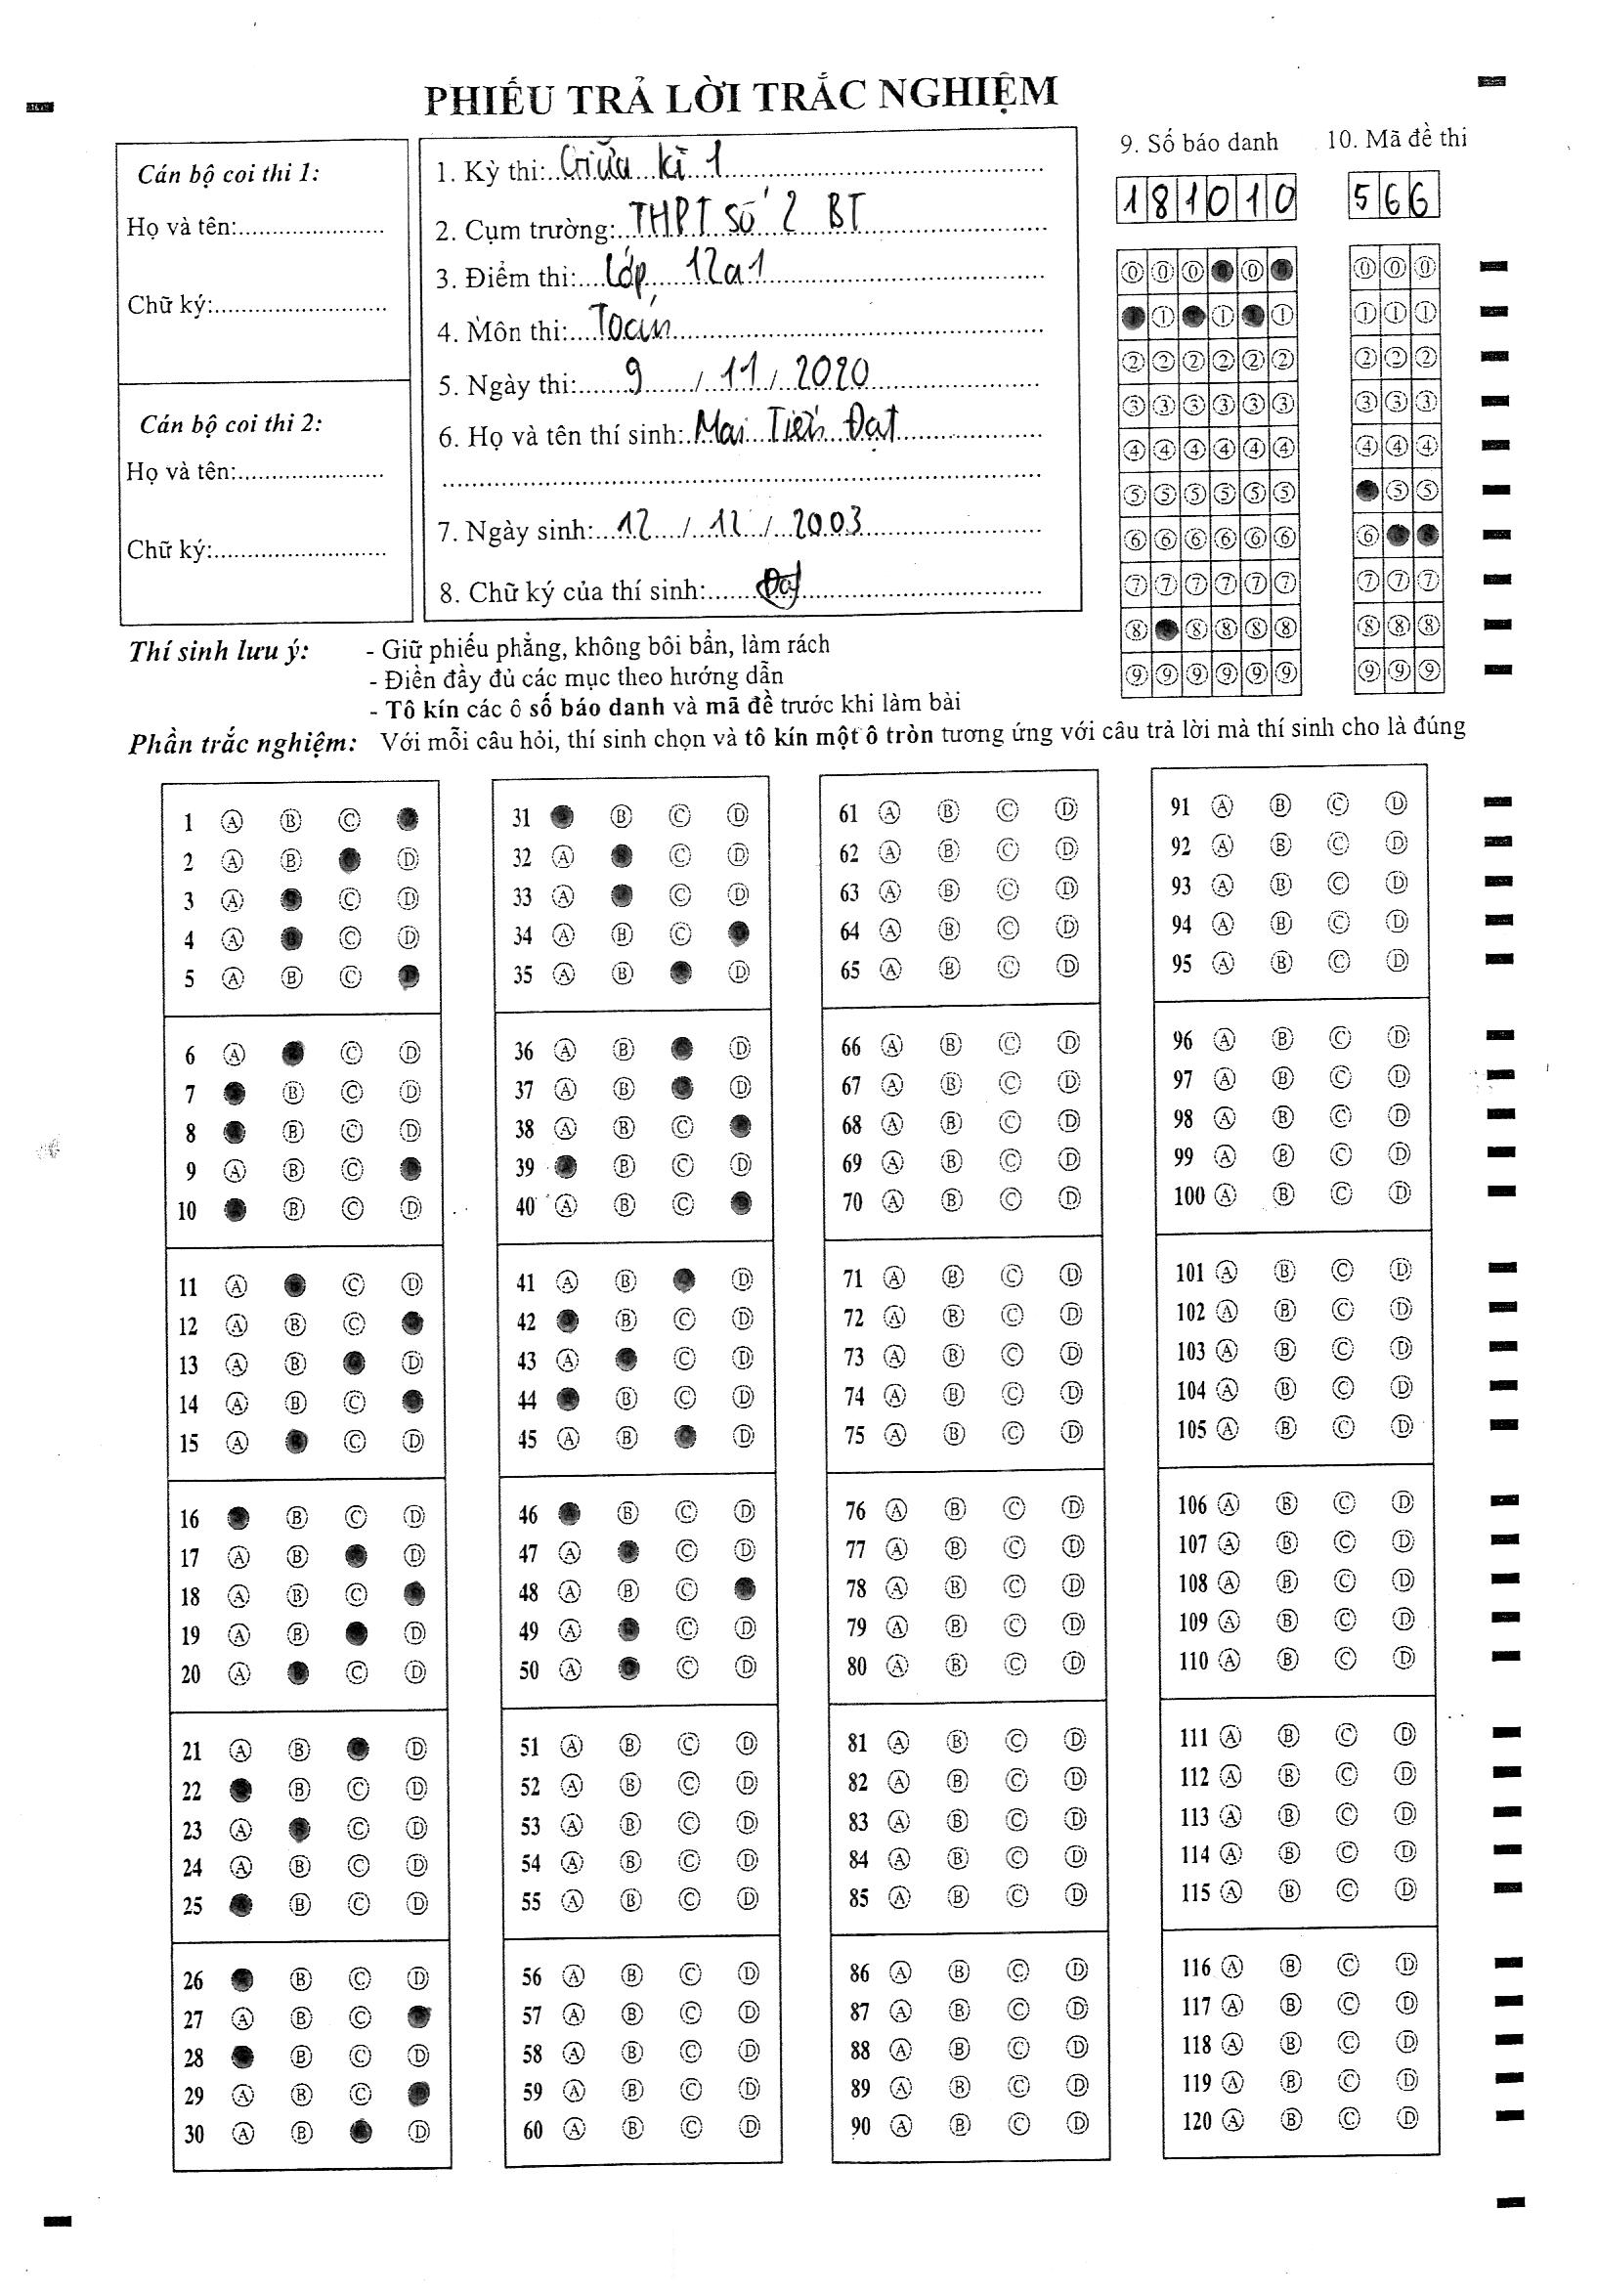 PHIẾU TRẢ LỜI TRẮC NGHIỆM
Cán bộ coi thi 1:
Họ và tên:
Chữ ký:
Cán bộ coi thi 2:
Họ và tên:
Chữ ký:
1. Kỳ thi: Giữa kì 1
2. Cụm trường: THPT số 2 BT
3. Điểm thi: Lớp 12a1
4. Môn thi: Toán
5. Ngày thi: 9 / 11 / 2020
6. Họ và tên thí sinh: Mai Tiến Đạt
7. Ngày sinh: 12 / 12 / 2003
8. Chữ ký của thí sinh: Đạt
9. Số báo danh
181010
0 0 0 0
1 1 1
2 2 2 2 2 2
3 3 3 3 3 3
4 4 4 4 4 4
5 5 5 5 5 5
6 6 6 6 6 6
7 7 7 7 7 7
8 8 8 8 8
9 9 9 9 9 9
10. Mã đề thi
566
0 0 0
1 1 1
2 2 2
3 3 3
4 4 4
5 5
6
7 7 7
8 8 8
9 9 9
Thí sinh lưu ý:
- Giữ phiếu phẳng, không bôi bẩn, làm rách
- Điền đầy đủ các mục theo hướng dẫn
- Tô kín các ô số báo danh và mã đề trước khi làm bài
Phần trắc nghiệm: Với mỗi câu hỏi, thí sinh chọn và tô kín một ô tròn tương ứng với câu trả lời mà thí sinh cho là đúng
1 A B C
2 A B D
3 A C D
4 A C D
5 A B C
6 A C D
7 B C D
8 B C D
9 A B C
10 B C D
11 A C D
12 A B C
13 A B D
14 A B C
15 A C D
16 B C D
17 A B D
18 A B C
19 A B D
20 A C D
21 A B D
22 B C D
23 A C D
24 A B C D
25 B C D
26 B C D
27 A B C
28 B C D
29 A B C
30 A B D
31 B C D
32 A C D
33 A C D
34 A B C
35 A B D
36 A B D
37 A B D
38 A B C
39 B C D
40 A B C
41 A B D
42 B C D
43 A C D
44 B C D
45 A B D
46 B C D
47 A C D
48 A B C
49 A C D
50 A C D
51 A B C D
52 A B C D
53 A B C D
54 A B C D
55 A B C D
56 A B C D
57 A B C D
58 A B C D
59 A B C D
60 A B C D
61 A B C D
62 A B C D
63 A B C D
64 A B C D
65 A B C D
66 A B C D
67 A B C D
68 A B C D
69 A B C D
70 A B C D
71 A B C D
72 A B C D
73 A B C D
74 A B C D
75 A B C D
76 A B C D
77 A B C D
78 A B C D
79 A B C D
80 A B C D
81 A B C D
82 A B C D
83 A B C D
84 A B C D
85 A B C D
86 A B C D
87 A B C D
88 A B C D
89 A B C D
90 A B C D
91 A B C D
92 A B C D
93 A B C D
94 A B C D
95 A B C D
96 A B C D
97 A B C D
98 A B C D
99 A B C D
100 A B C D
101 A B C D
102 A B C D
103 A B C D
104 A B C D
105 A B C D
106 A B C D
107 A B C D
108 A B C D
109 A B C D
110 A B C D
111 A B C D
112 A B C D
113 A B C D
114 A B C D
115 A B C D
116 A B C D
117 A B C D
118 A B C D
119 A B C D
120 A B C D